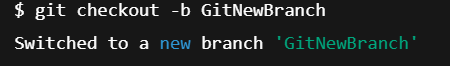 $ git checkout -b GitNewBranch
Switched to a new branch 'GitNewBranch'